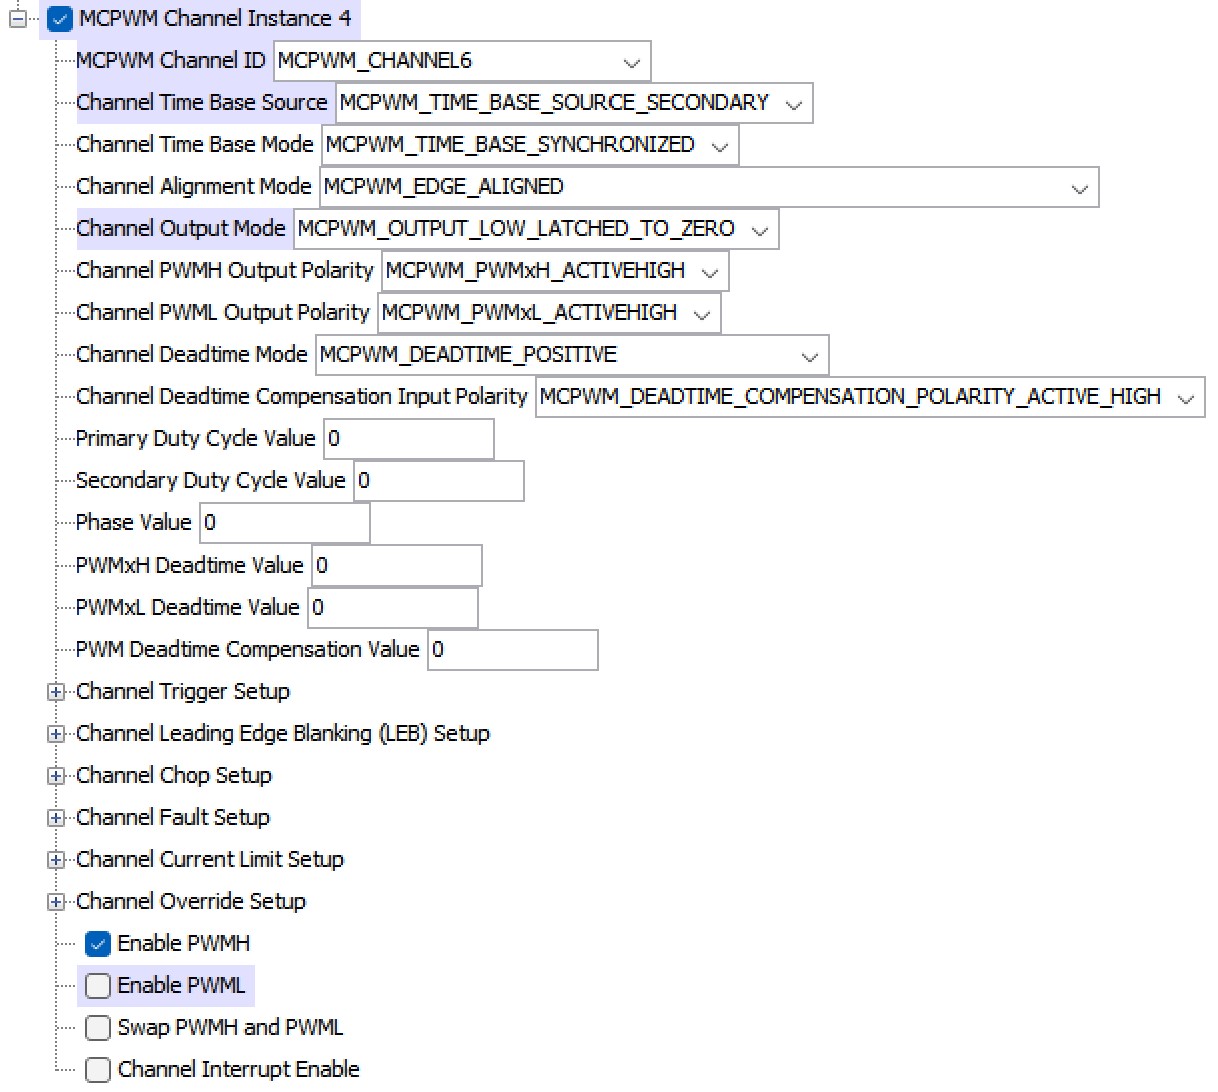 MCPWM Channel Instance 4
MCPWM Channel ID MCPWM_CHANNEL6
Channel Time Base Source MCPWM_TIME_BASE_SOURCE_SECONDARY
Channel Time Base Mode MCPWM_TIME_BASE_SYNCHRONIZED
Channel Alignment Mode MCPWM_EDGE_ALIGNED
Channel Output Mode MCPWM_OUTPUT_LOW_LATCHED_TO_ZERO
Channel PWMH Output Polarity MCPWM_PWMxH_ACTIVEHIGH
Channel PWML Output Polarity MCPWM_PWMxL_ACTIVEHIGH
Channel Deadtime Mode MCPWM_DEADTIME_POSITIVE
Channel Deadtime Compensation Input Polarity MCPWM_DEADTIME_COMPENSATION_POLARITY_ACTIVE_HIGH
Primary Duty Cycle Value 0
Secondary Duty Cycle Value 0
Phase Value 0
PWMxH Deadtime Value 0
PWMxL Deadtime Value 0
PWM Deadtime Compensation Value 0
Channel Trigger Setup
Channel Leading Edge Blanking (LEB) Setup
Channel Chop Setup
Channel Fault Setup
Channel Current Limit Setup
Channel Override Setup
Enable PWMH
Enable PWML
Swap PWMH and PWML
Channel Interrupt Enable